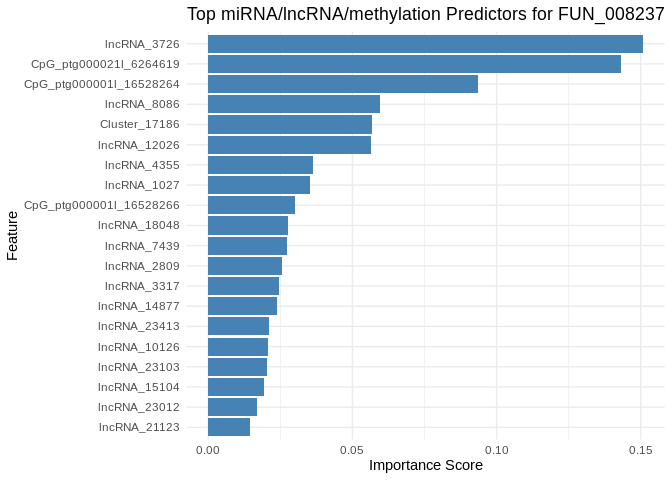 Top miRNA/lncRNA/methylation Predictors for FUN_008237
lncRNA_3726
CpG_ptg000021l_6264619
CpG_ptg000001l_16528264
lncRNA_8086
Cluster_17186
lncRNA_12026
lncRNA_4355
lncRNA_1027
CpG_ptg000001l_16528266
lncRNA_18048
lncRNA_7439
lncRNA_2809
lncRNA_3317
lncRNA_14877
lncRNA_23413
lncRNA_10126
lncRNA_23103
lncRNA_15104
lncRNA_23012
lncRNA_21123
Feature
0.00 0.05 0.10 0.15
Importance Score